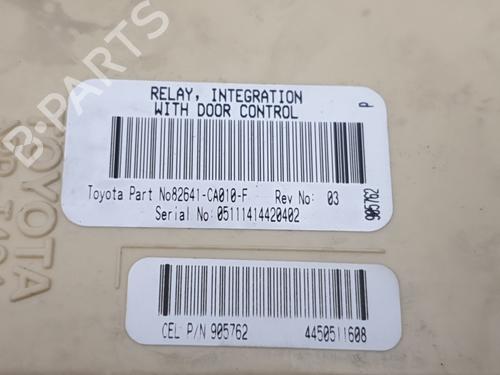 RELAY, INTEGRATION
WITH DOOR CONTROL
P
Toyota Part No82641-CA010-F Rev No: 03
Serial No:05111414420402
905762
CEL P/N 905762 4450511608
TOYOTA
B-PARTS